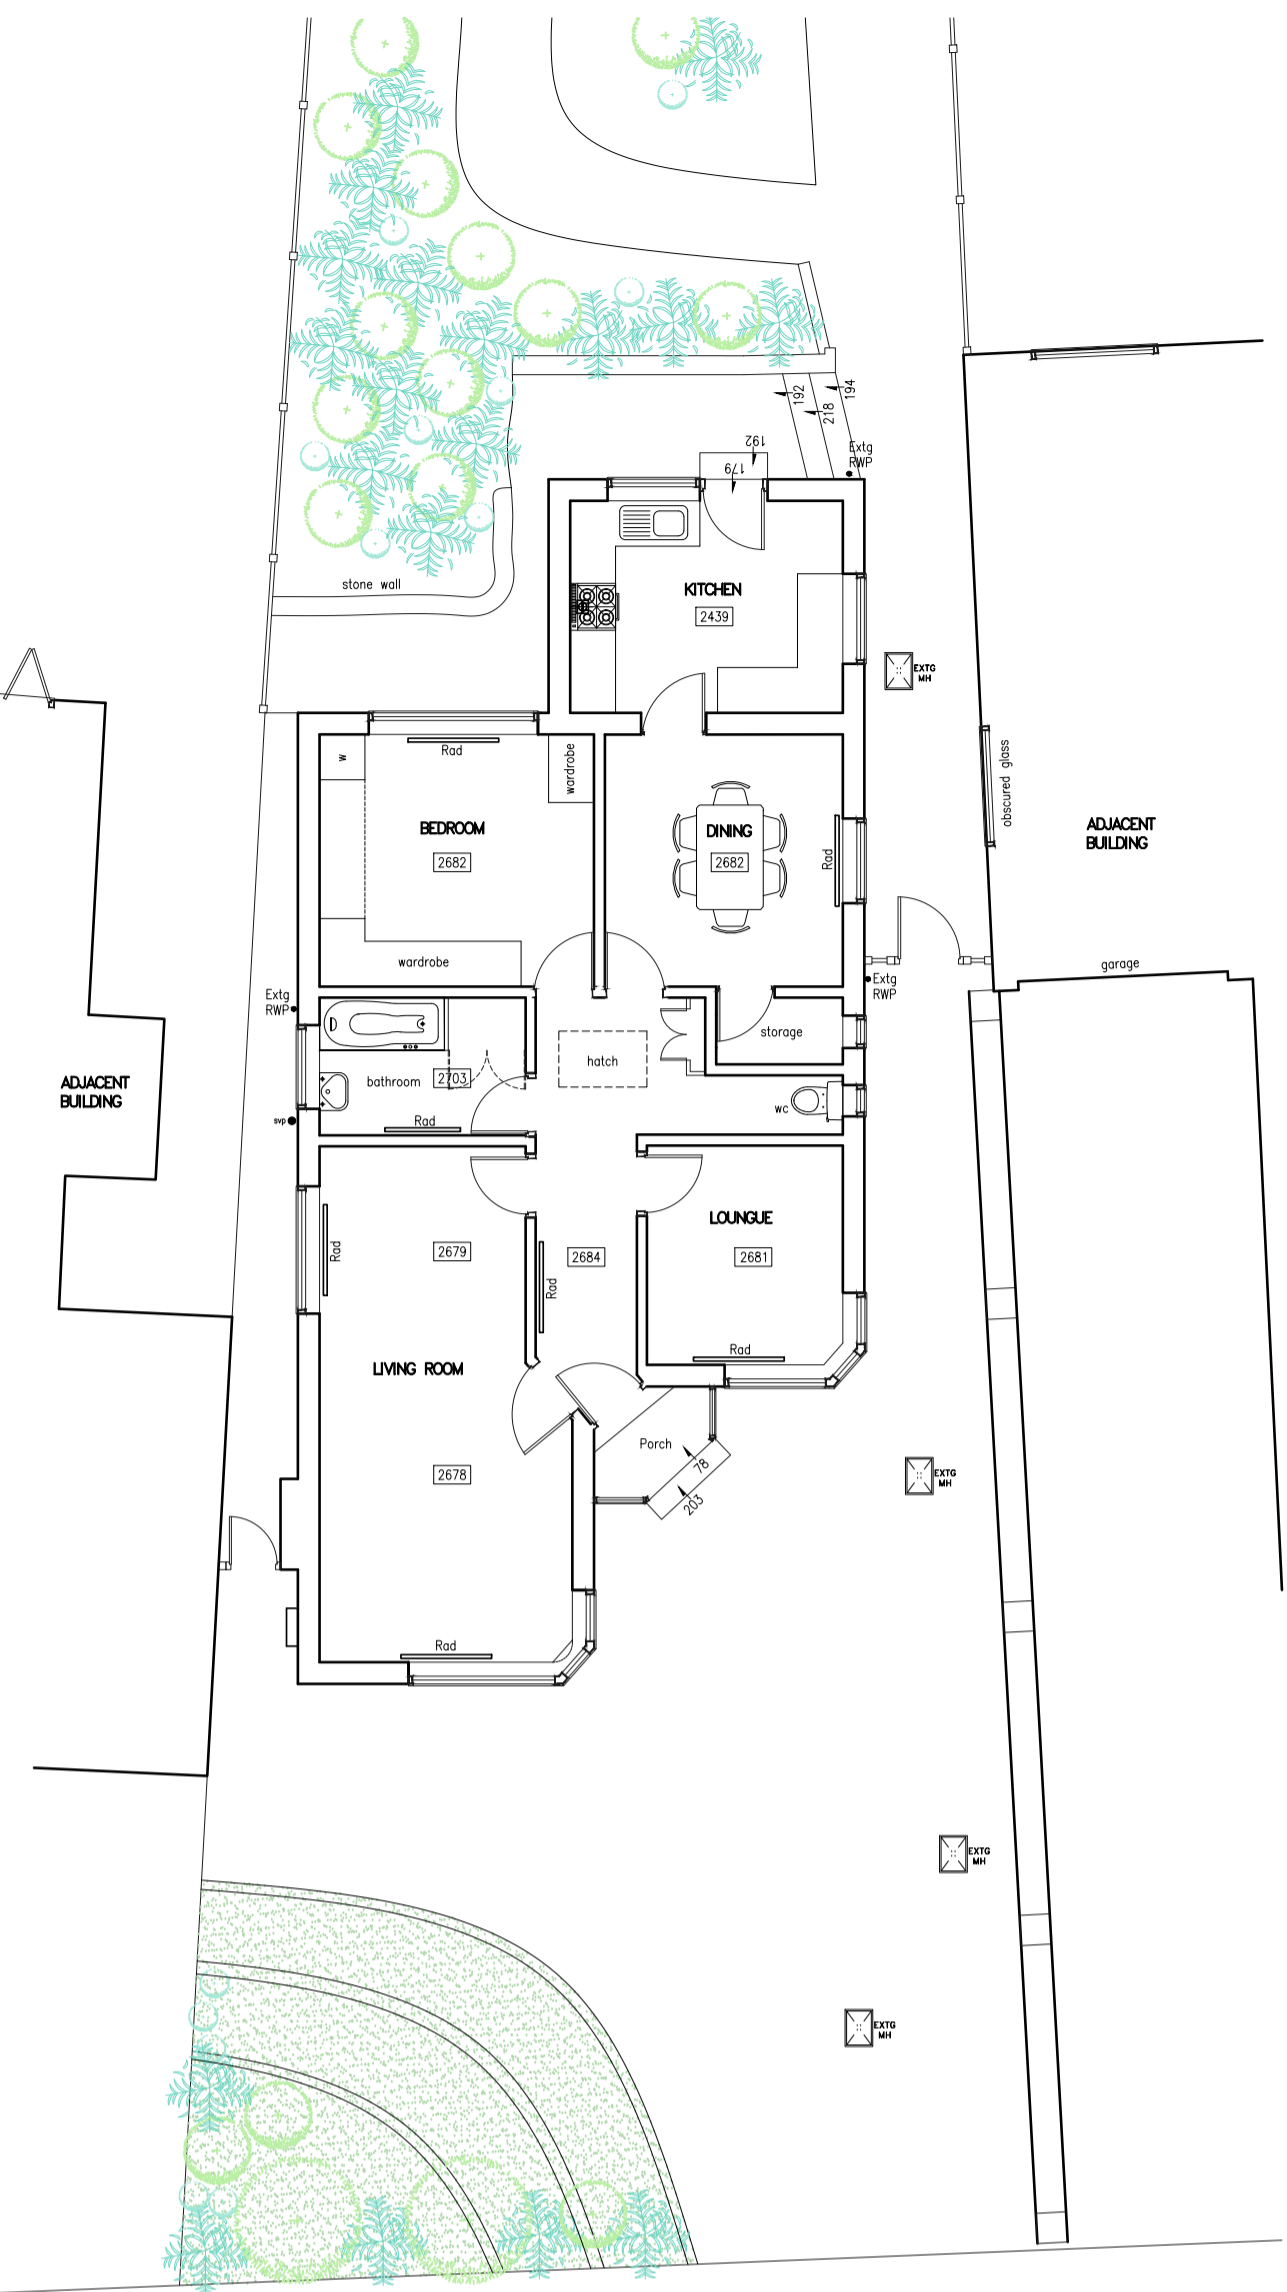 192
218
194
Extg
RWP
192
179
stone wall
KITCHEN
2439
EXTG
MH
Rad
w
wardrobe
obscured glass
BEDROOM
2682
DINING
2682
Rad
ADJACENT
BUILDING
wardrobe
garage
Extg
RWP
Extg
RWP
storage
hatch
bathroom
2703
ADJACENT
BUILDING
wc
svp
Rad
LOUNGUE
2679
2684
2681
Rad
Rad
Rad
LIVING ROOM
Porch
78
203
2678
EXTG
MH
Rad
EXTG
MH
EXTG
MH